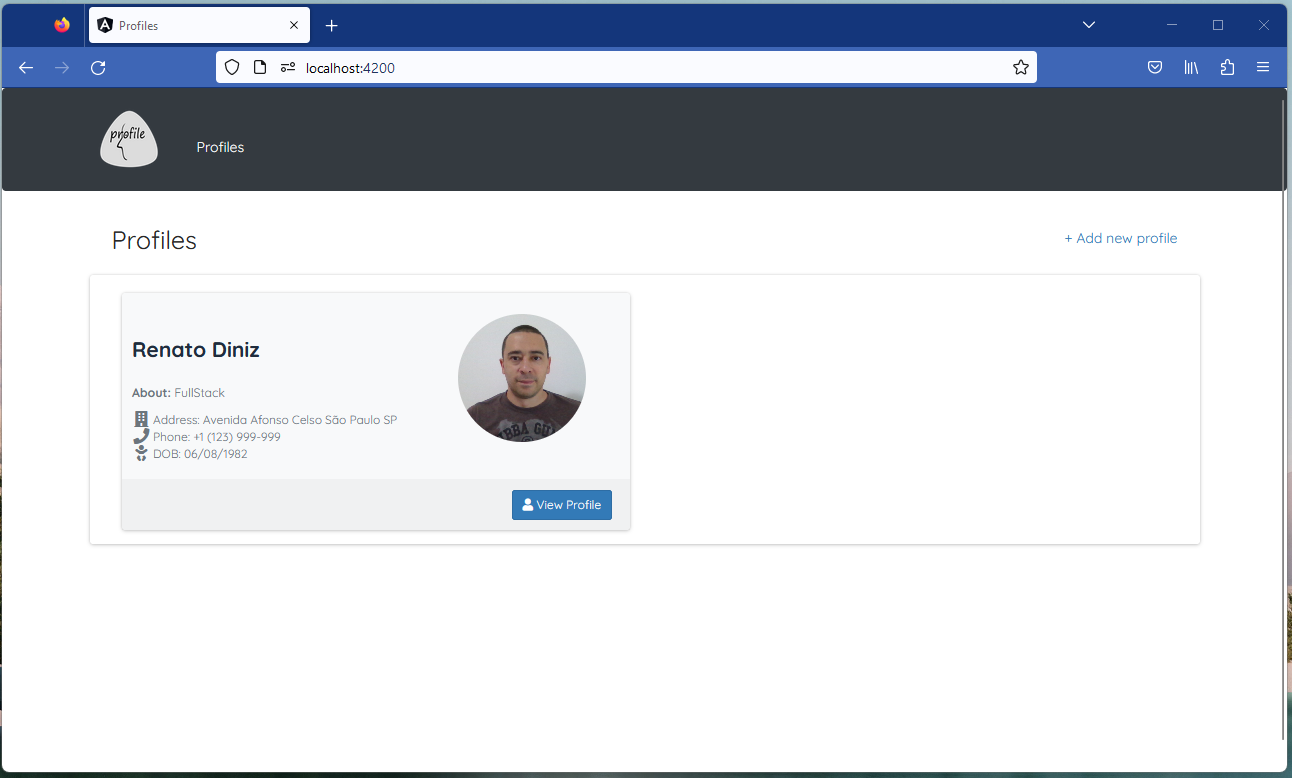 Profiles
localhost:4200
profile
Profiles
Profiles
+ Add new profile
Renato Diniz
About: FullStack
Address: Avenida Afonso Celso São Paulo SP
Phone: +1 (123) 999-999
DOB: 06/08/1982
View Profile